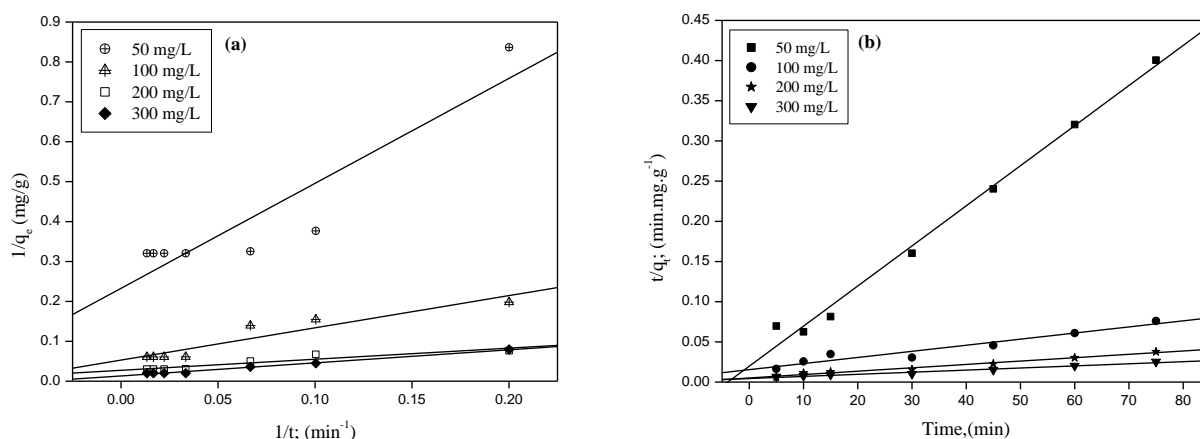 (a)
50 mg/L
100 mg/L
200 mg/L
300 mg/L
0.9
0.8
0.7
0.6
0.5
0.4
0.3
0.2
0.1
0.0
1/qe (mg/g)
0.00 0.05 0.10 0.15 0.20
1/t; (min-1)
(b)
50 mg/L
100 mg/L
200 mg/L
300 mg/L
0.45
0.40
0.35
0.30
0.25
0.20
0.15
0.10
0.05
0.00
t/qt; (min.mg.g-1)
0 10 20 30 40 50 60 70 80
Time,(min)